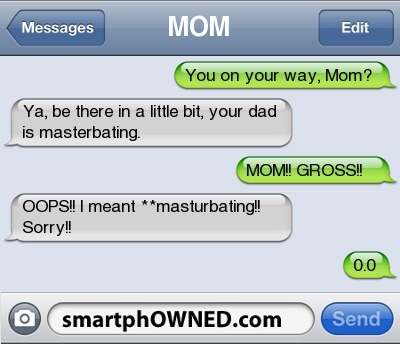 Messages
MOM
Edit
You on your way, Mom?
Ya, be there in a little bit, your dad
is masterbating.
MOM!! GROSS!!
OOPS!! I meant **masturbating!!
Sorry!!
0.0
smartphOWNED.com
Send